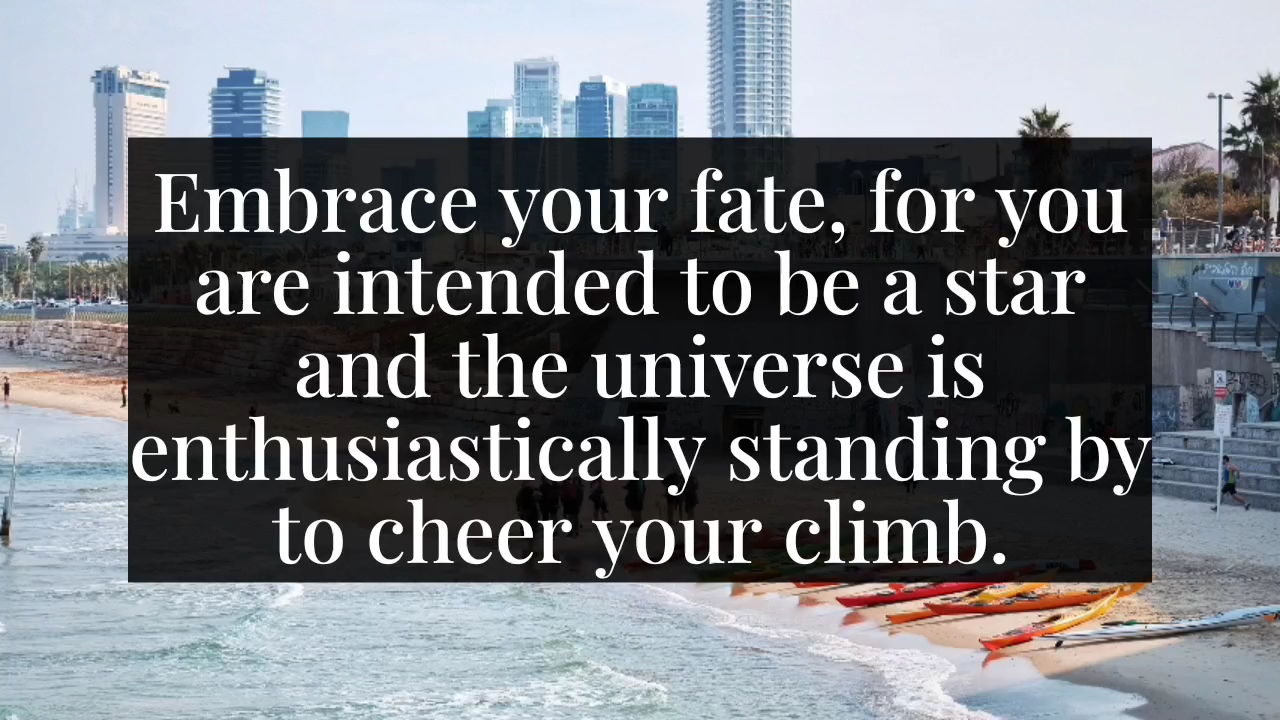 Embrace your fate, for you
are intended to be a star
and the universe is
enthusiastically standing by
to cheer your climb.